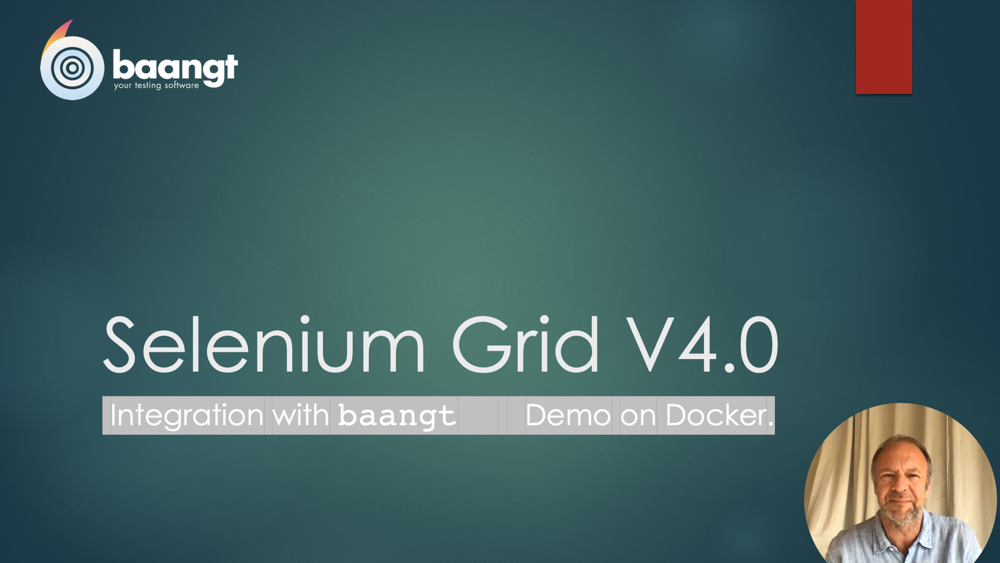 baangt
your testing software
Selenium Grid V4.0
Integration with baangt Demo on Docker.